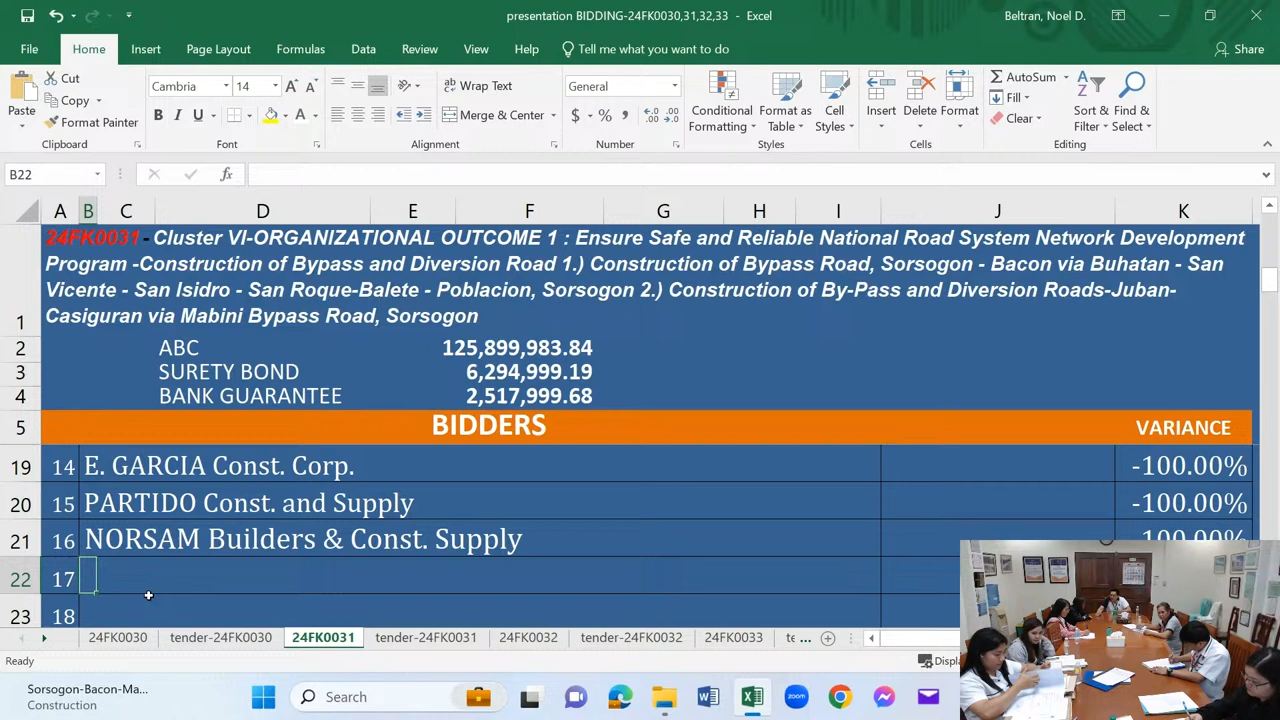 presentation BIDDING-24FK0030,31,32,33 - Excel
Beltran, Noel D.
File Home Insert Page Layout Formulas Data Review View Help Tell me what you want to do Share
Paste Cut Copy Format Painter
Clipboard
Cambria 14
Font
Wrap Text
Merge & Center
Alignment
General
Number
Conditional Formatting
Format as Table
Cell Styles
Styles
Insert Delete Format
Cells
AutoSum
Fill
Clear
Sort & Filter
Find & Select
Editing
B22
A B C D E F G H I J K
24FK0031 - Cluster VI-ORGANIZATIONAL OUTCOME 1 : Ensure Safe and Reliable National Road System Network Development
Program -Construction of Bypass and Diversion Road 1.) Construction of Bypass Road, Sorsogon - Bacon via Buhatan - San
Vicente - San Isidro - San Roque-Balete - Poblacion, Sorsogon 2.) Construction of By-Pass and Diversion Roads-Juban-
1 Casiguran via Mabini Bypass Road, Sorsogon
2 ABC 125,899,983.84
3 SURETY BOND 6,294,999.19
4 BANK GUARANTEE 2,517,999.68
5 BIDDERS VARIANCE
19 14 E. GARCIA Const. Corp. -100.00%
20 15 PARTIDO Const. and Supply -100.00%
21 16 NORSAM Builders & Const. Supply -100.00%
22 17
23 18
24FK0030 tender-24FK0030 24FK0031 tender-24FK0031 24FK0032 tender-24FK0032 24FK0033
Ready
Sorsogon-Bacon-Ma...
Construction
Search
zoom